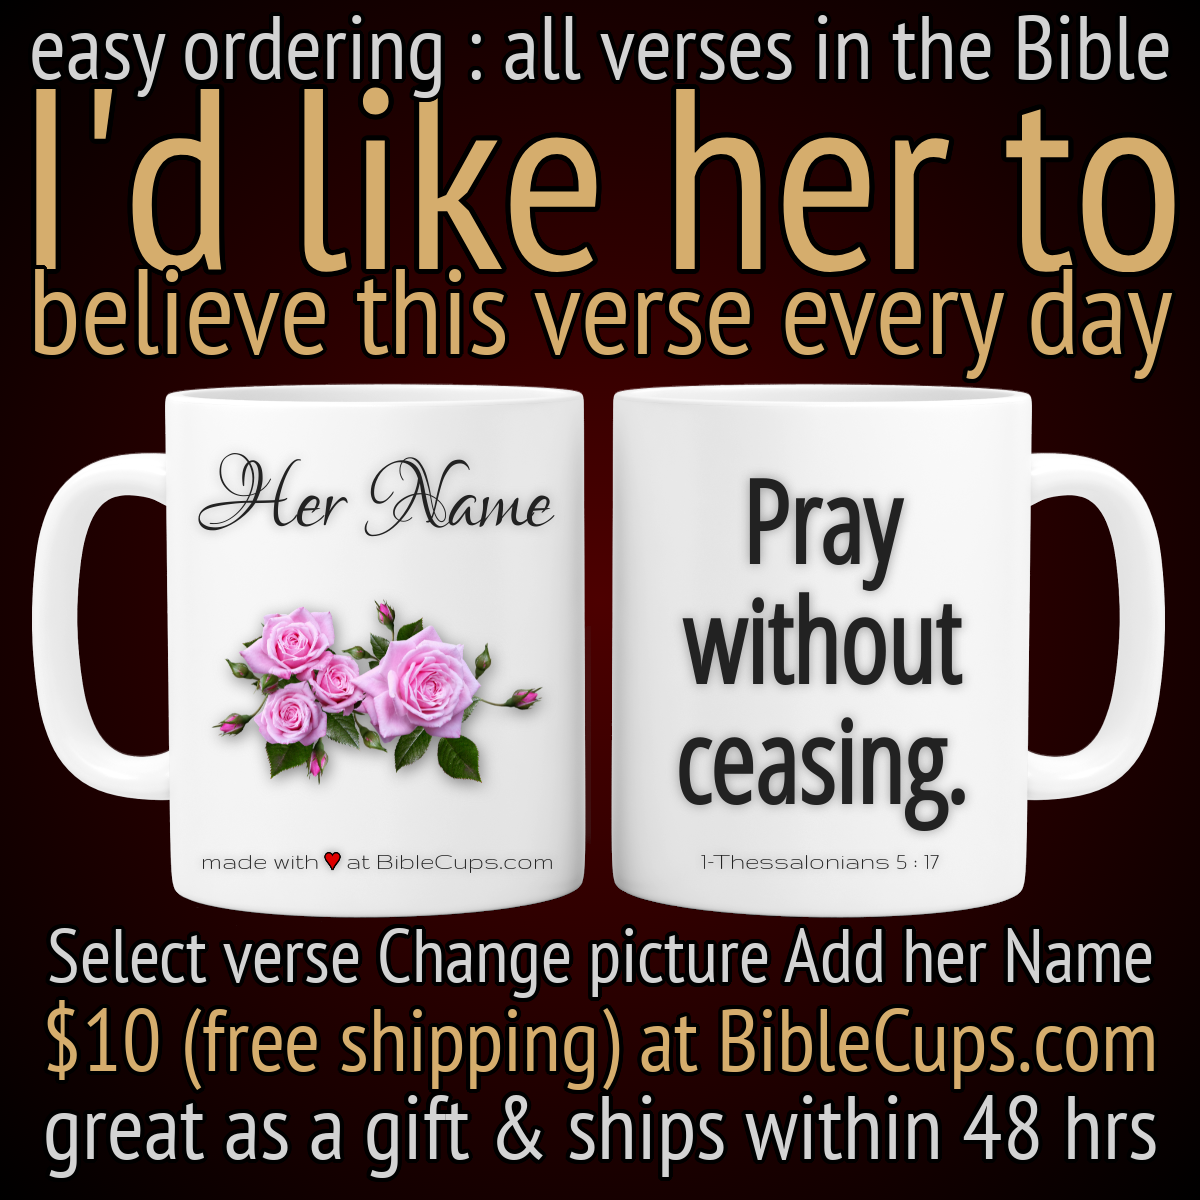 easy ordering : all verses in the Bible
I'd like her to
believe this verse every day
Her Name
made with ♥ at BibleCups.com
Pray
without
ceasing.
1-Thessalonians 5 : 17
Select verse Change picture Add her Name
$10 (free shipping) at BibleCups.com
great as a gift & ships within 48 hrs